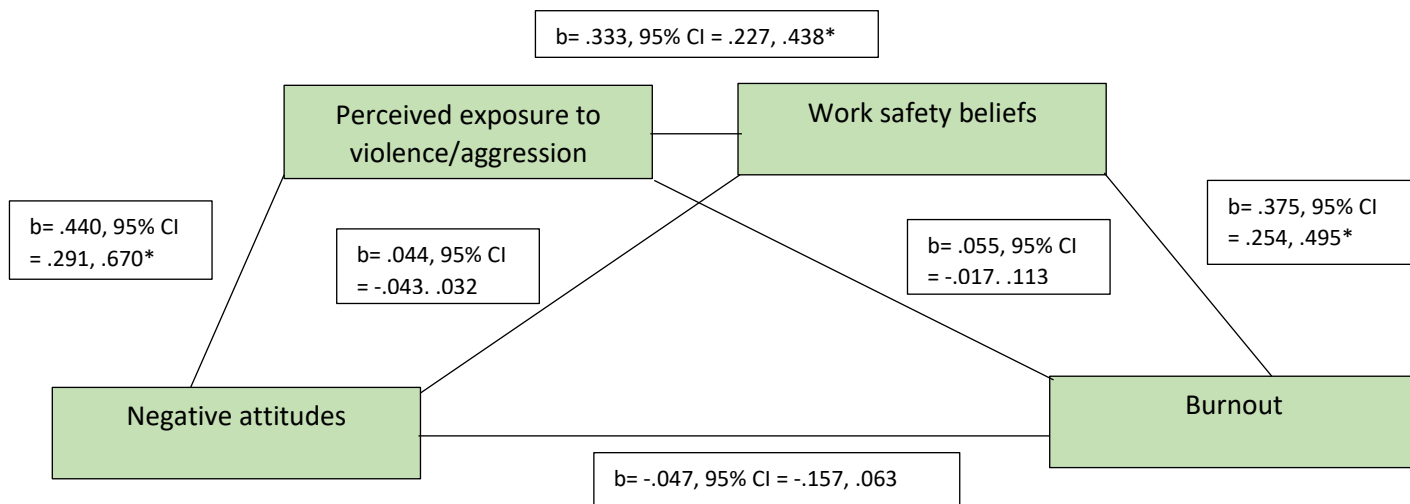 b= .333, 95% CI = .227, .438*
Perceived exposure to
violence/aggression
Work safety beliefs
b= .440, 95% CI
= .291, .670*
b= .044, 95% CI
= -.043. .032
b= .055, 95% CI
= -.017. .113
b= .375, 95% CI
= .254, .495*
Negative attitudes
Burnout
b= -.047, 95% CI = -.157, .063